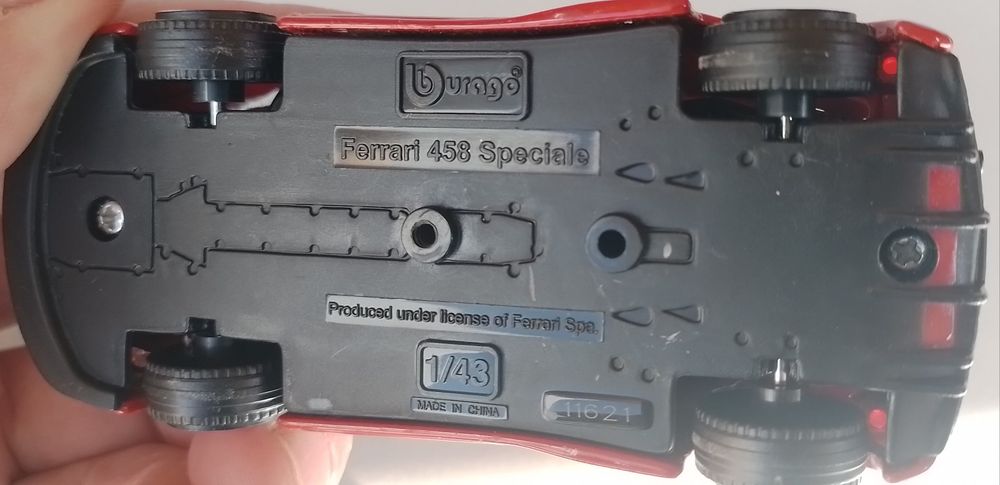 burago
Ferrari 458 Speciale
Produced under license of Ferrari Spa.
1/43
MADE IN CHINA
11621